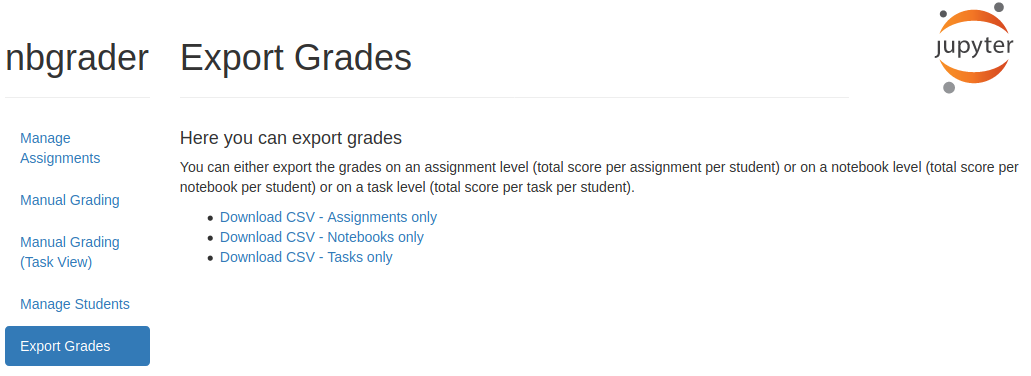 nbgrader
Export Grades
jupyter
Manage
Assignments
Manual Grading
Manual Grading
(Task View)
Manage Students
Export Grades
Here you can export grades
You can either export the grades on an assignment level (total score per assignment per student) or on a notebook level (total score per
notebook per student) or on a task level (total score per task per student).
Download CSV - Assignments only
Download CSV - Notebooks only
Download CSV - Tasks only